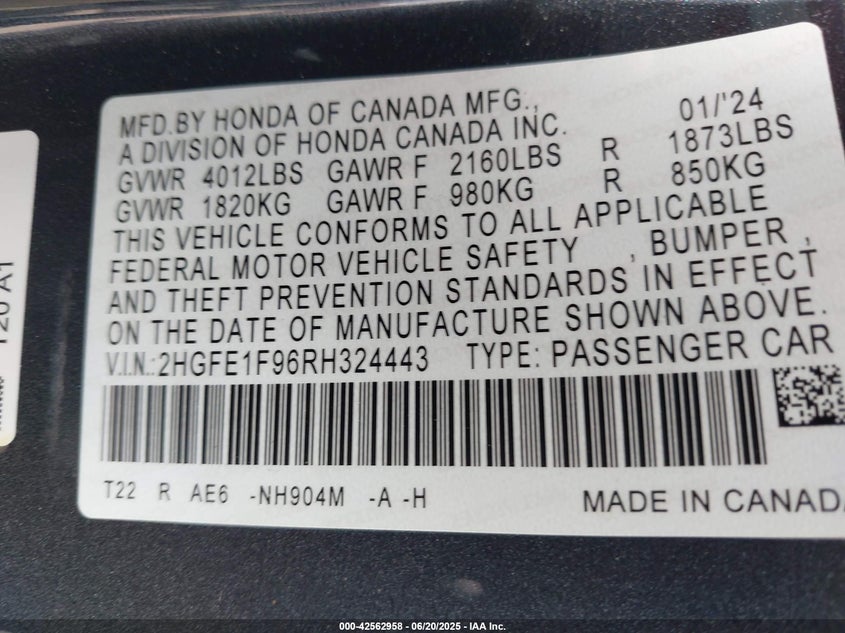 MFD.BY HONDA OF CANADA MFG., 01/'24
A DIVISION OF HONDA CANADA INC.
GVWR 4012LBS GAWR F 2160LBS R 1873LBS
GVWR 1820KG GAWR F 980KG R 850KG
THIS VEHICLE CONFORMS TO ALL APPLICABLE
FEDERAL MOTOR VEHICLE SAFETY , BUMPER ,
AND THEFT PREVENTION STANDARDS IN EFFECT
ON THE DATE OF MANUFACTURE SHOWN ABOVE.
V.I.N.:2HGFE1F96RH324443 TYPE: PASSENGER CAR
T22 R AE6 -NH904M -A -H
MADE IN CANADA
120 A1
000-42562958 - 06/20/2025 - IAA Inc.